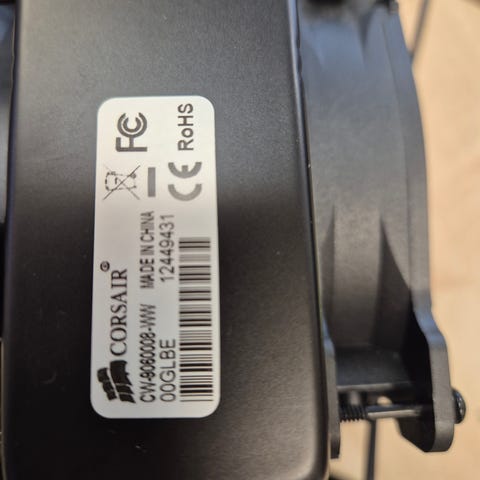 CORSAIR®
CW-9060008-WW MADE IN CHINA
12449431
00GLBE
FC
CE RoHS